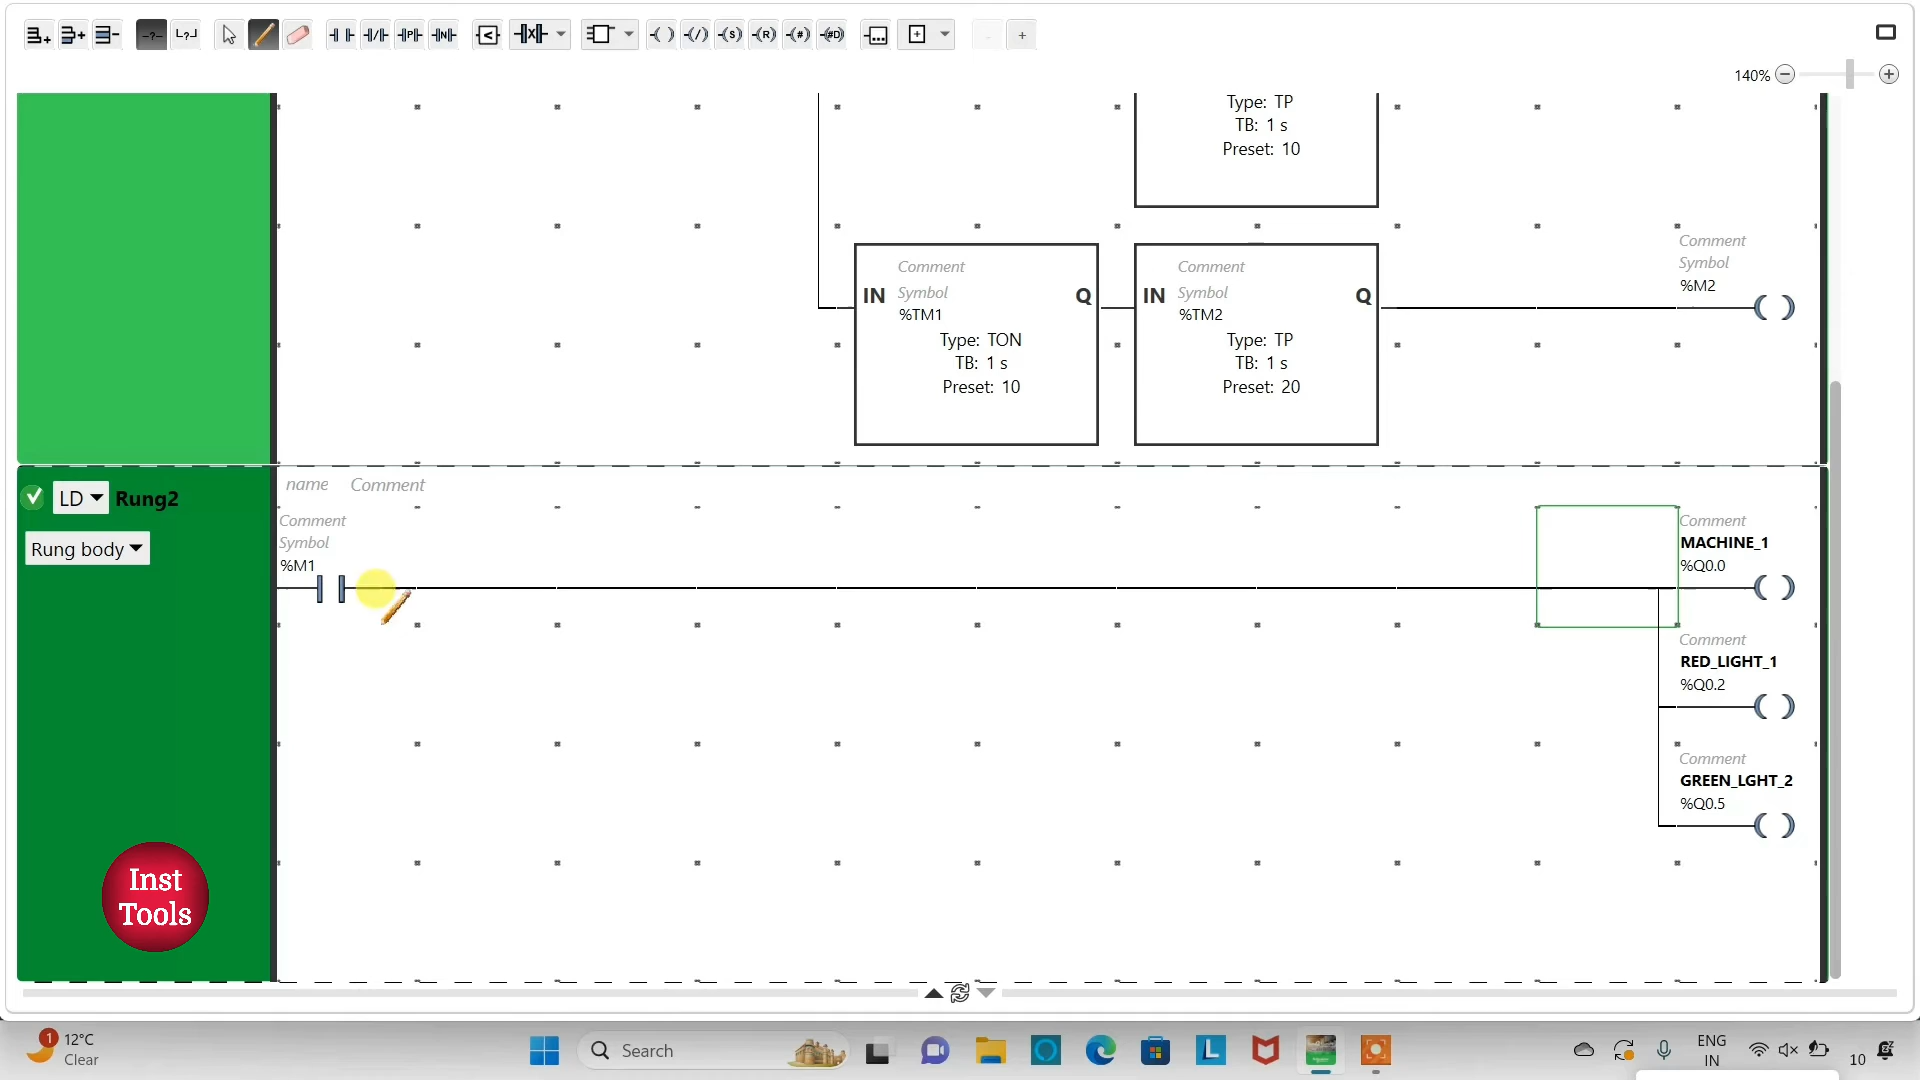 140%
Type: TP
TB: 1 s
Preset: 10
Comment
Symbol
%M2
Comment
IN Symbol Q
%TM1
Type: TON
TB: 1 s
Preset: 10
Comment
IN Symbol Q
%TM2
Type: TP
TB: 1 s
Preset: 20
LD Rung2
Rung body
name Comment
Comment
Symbol
%M1
Comment
MACHINE_1
%Q0.0
Comment
RED_LIGHT_1
%Q0.2
Comment
GREEN_LGHT_2
%Q0.5
Inst
Tools
1
12°C
Clear
Search
ENG
IN
10